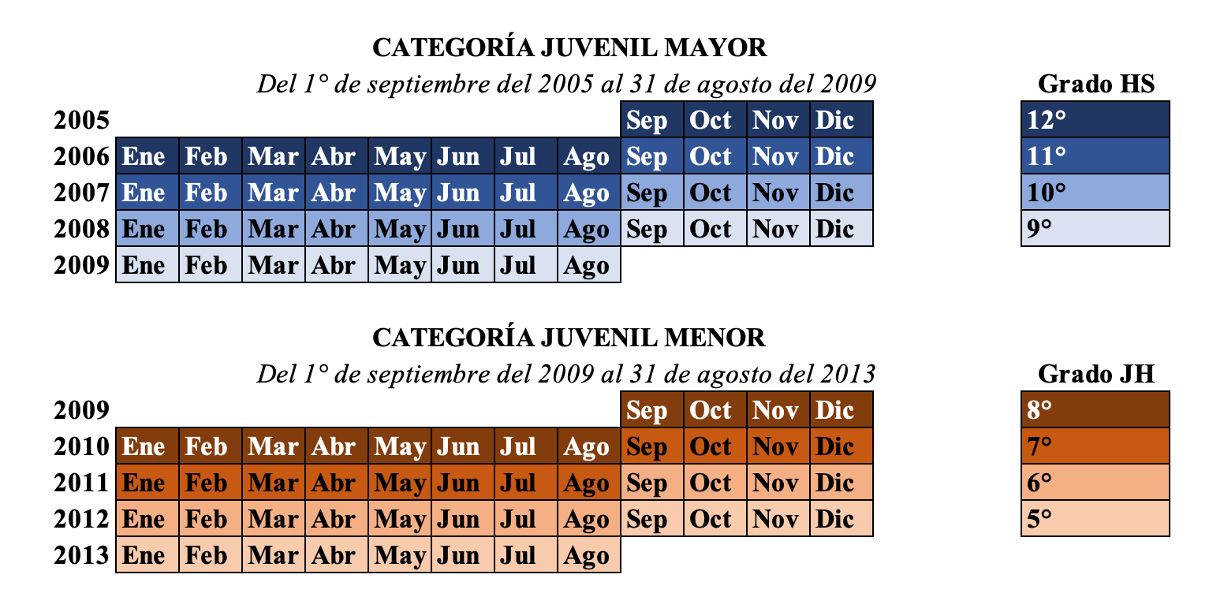 CATEGORÍA JUVENIL MAYOR
Del 1° de septiembre del 2005 al 31 de agosto del 2009 Grado HS
2005 Sep Oct Nov Dic 12°
2006 Ene Feb Mar Abr May Jun Jul Ago Sep Oct Nov Dic 11°
2007 Ene Feb Mar Abr May Jun Jul Ago Sep Oct Nov Dic 10°
2008 Ene Feb Mar Abr May Jun Jul Ago Sep Oct Nov Dic 9°
2009 Ene Feb Mar Abr May Jun Jul Ago
CATEGORÍA JUVENIL MENOR
Del 1° de septiembre del 2009 al 31 de agosto del 2013 Grado JH
2009 Sep Oct Nov Dic 8°
2010 Ene Feb Mar Abr May Jun Jul Ago Sep Oct Nov Dic 7°
2011 Ene Feb Mar Abr May Jun Jul Ago Sep Oct Nov Dic 6°
2012 Ene Feb Mar Abr May Jun Jul Ago Sep Oct Nov Dic 5°
2013 Ene Feb Mar Abr May Jun Jul Ago